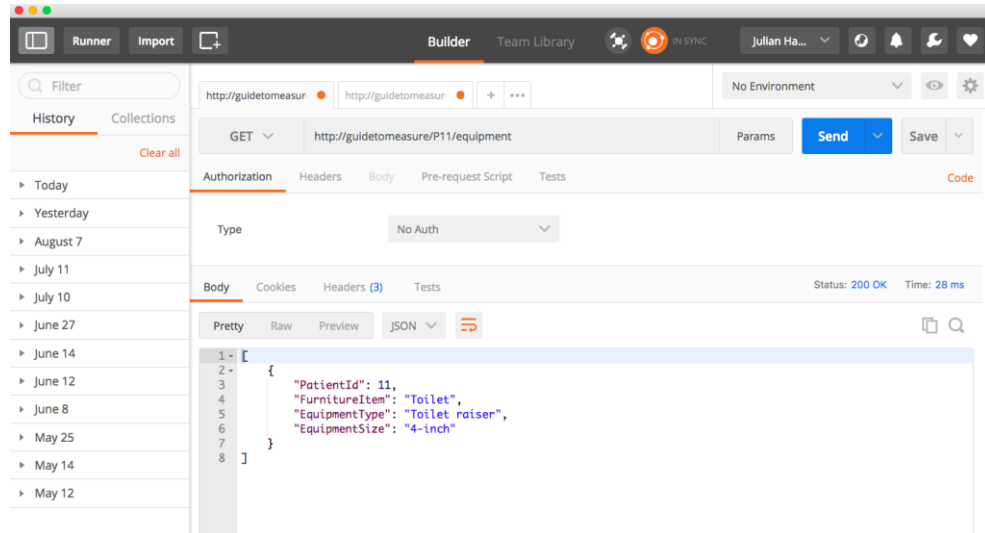 Runner Import Builder Team Library IN SYNC Julian Ha...
Filter
History Collections
Clear all
Today
Yesterday
August 7
July 11
July 10
June 27
June 14
June 12
June 8
May 25
May 14
May 12
http://guidetomeasur http://guidetomeasur + •••
No Environment
GET http://guidetomeasure/P11/equipment Params Send Save
Authorization Headers Body Pre-request Script Tests Code
Type No Auth
Body Cookies Headers (3) Tests Status: 200 OK Time: 28 ms
Pretty Raw Preview JSON
1 [
2 {
3 "PatientId": 11,
4 "FurnitureItem": "Toilet",
5 "EquipmentType": "Toilet raiser",
6 "EquipmentSize": "4-inch"
7 }
8 ]